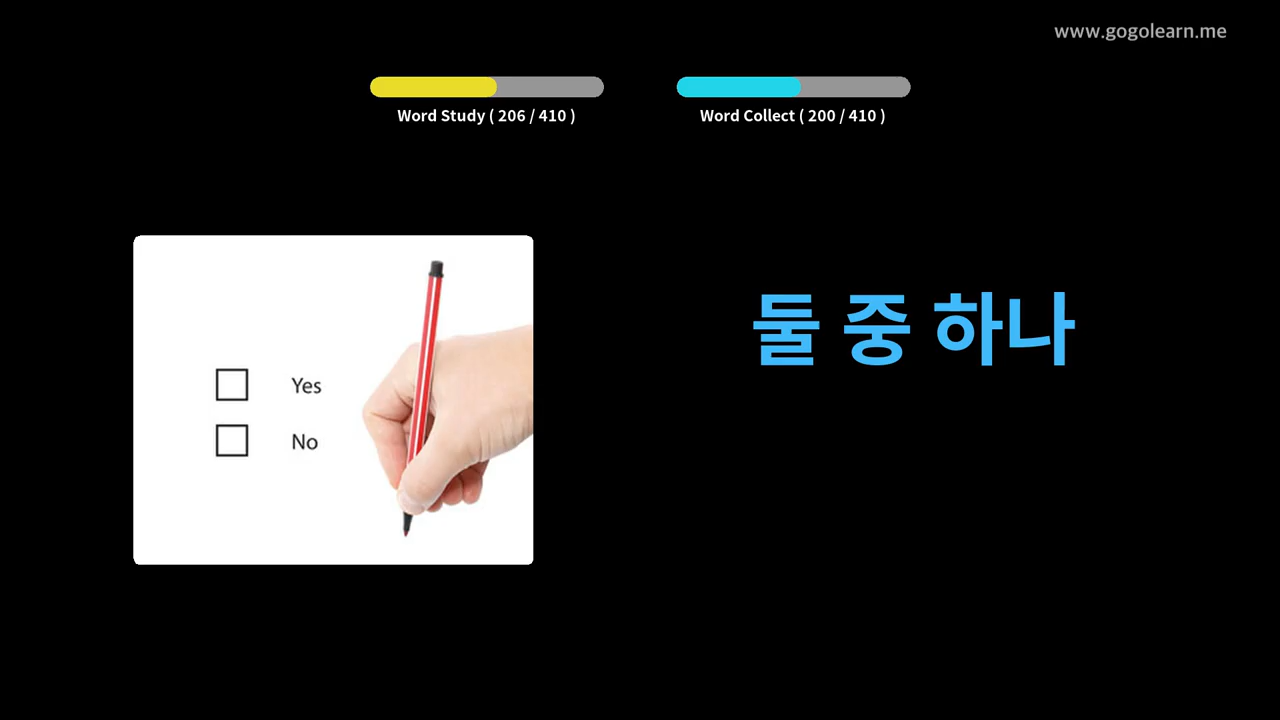 www.gogolearn.me
Word Study ( 206 / 410 )
Word Collect ( 200 / 410 )
둘 중 하나
Yes
No